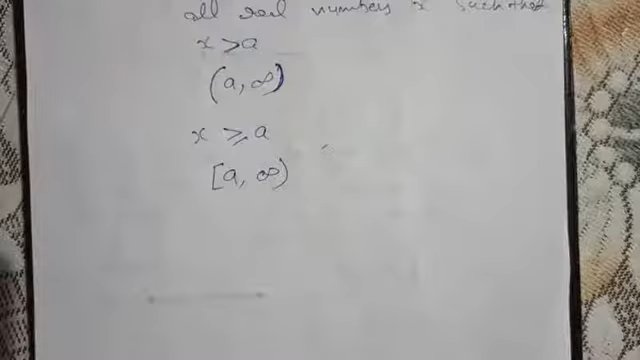 all real numbers x such that
x > a
(a, ∞)
x ≥ a
[a, ∞)